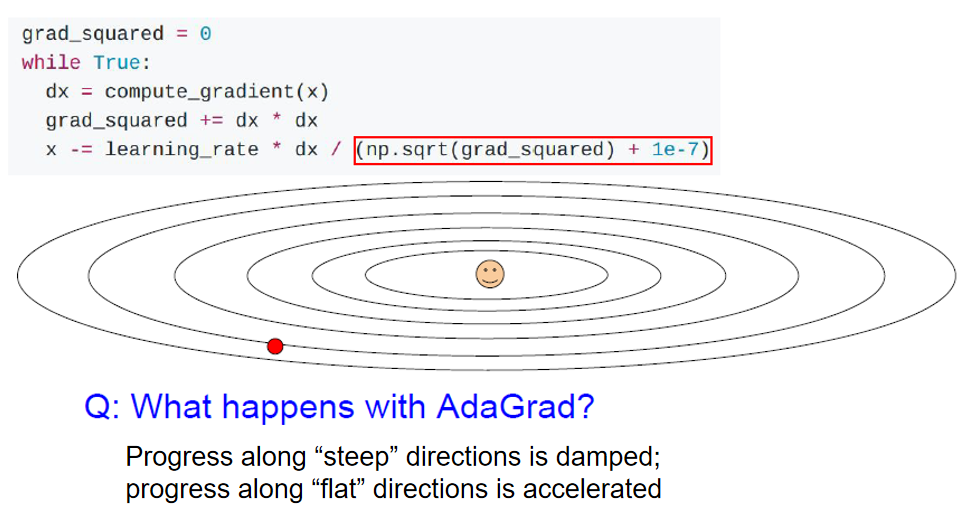 grad_squared = 0
while True:
  dx = compute_gradient(x)
  grad_squared += dx * dx
  x -= learning_rate * dx / (np.sqrt(grad_squared) + 1e-7)
Q: What happens with AdaGrad?
Progress along “steep” directions is damped;
progress along “flat” directions is accelerated